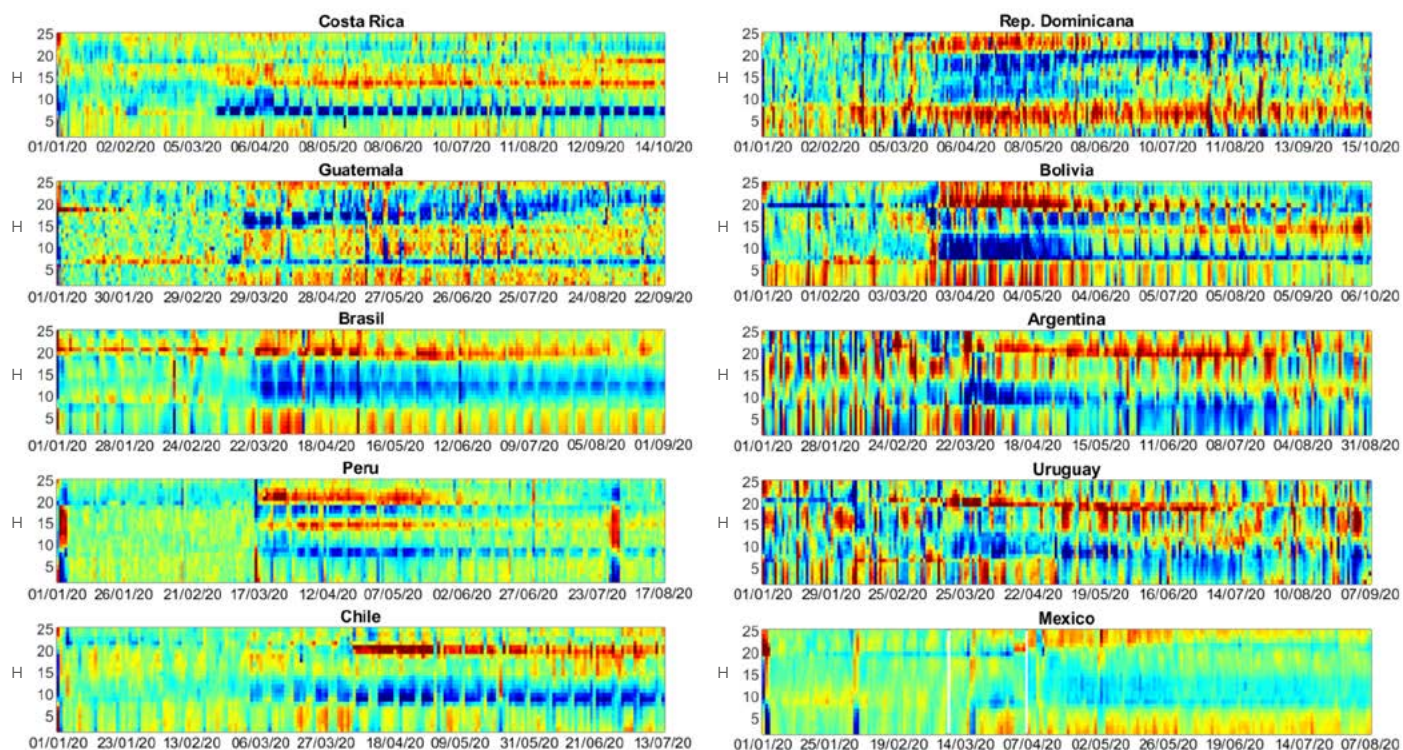 Costa Rica
25
20
15
10
5
H
01/01/20 02/02/20 05/03/20 06/04/20 08/05/20 08/06/20 10/07/20 11/08/20 12/09/20 14/10/20
Rep. Dominicana
25
20
15
10
5
H
01/01/20 02/02/20 05/03/20 06/04/20 08/05/20 08/06/20 10/07/20 11/08/20 13/09/20 15/10/20
Guatemala
25
20
15
10
5
H
01/01/20 30/01/20 29/02/20 29/03/20 28/04/20 27/05/20 26/06/20 25/07/20 24/08/20 22/09/20
Bolivia
25
20
15
10
5
H
01/01/20 01/02/20 03/03/20 03/04/20 04/05/20 04/06/20 05/07/20 05/08/20 05/09/20 06/10/20
Brasil
25
20
15
10
5
H
01/01/20 28/01/20 24/02/20 22/03/20 18/04/20 16/05/20 12/06/20 09/07/20 05/08/20 01/09/20
Argentina
25
20
15
10
5
H
01/01/20 28/01/20 24/02/20 22/03/20 18/04/20 15/05/20 11/06/20 08/07/20 04/08/20 31/08/20
Peru
25
20
15
10
5
H
01/01/20 26/01/20 21/02/20 17/03/20 12/04/20 07/05/20 02/06/20 27/06/20 23/07/20 17/08/20
Uruguay
25
20
15
10
5
H
01/01/20 29/01/20 25/02/20 25/03/20 22/04/20 19/05/20 16/06/20 14/07/20 10/08/20 07/09/20
Chile
25
20
15
10
5
H
01/01/20 23/01/20 13/02/20 06/03/20 27/03/20 18/04/20 09/05/20 31/05/20 21/06/20 13/07/20
Mexico
25
20
15
10
5
H
01/01/20 25/01/20 19/02/20 14/03/20 07/04/20 02/05/20 26/05/20 19/06/20 14/07/20 07/08/20